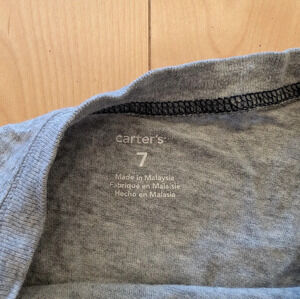 carter's
7
Made in Malaysia
Fabriqué en Malaisie
Hecho en Malasia